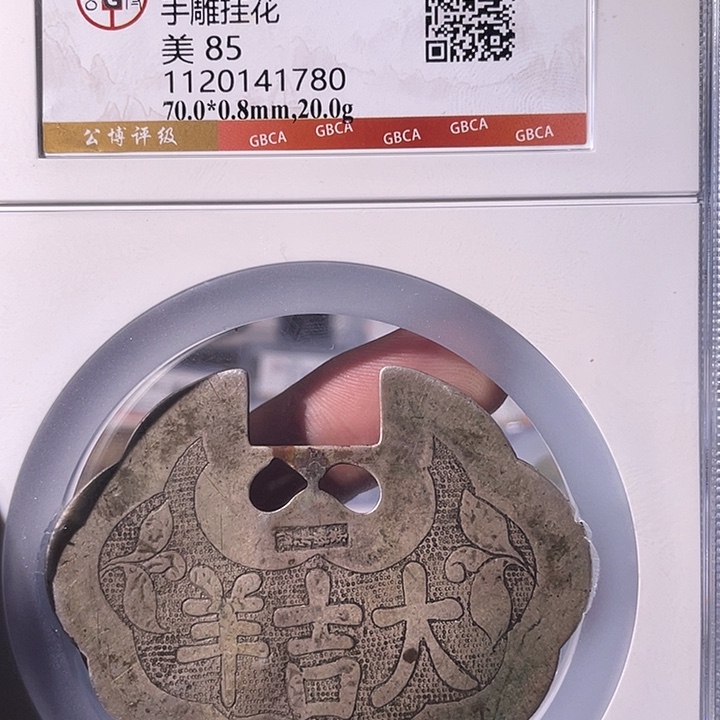 手雕挂花
美 85
1120141780
70.0*0.8mm,20.0g
公博评级 GBCA GBCA GBCA GBCA GBCA
羊吉大